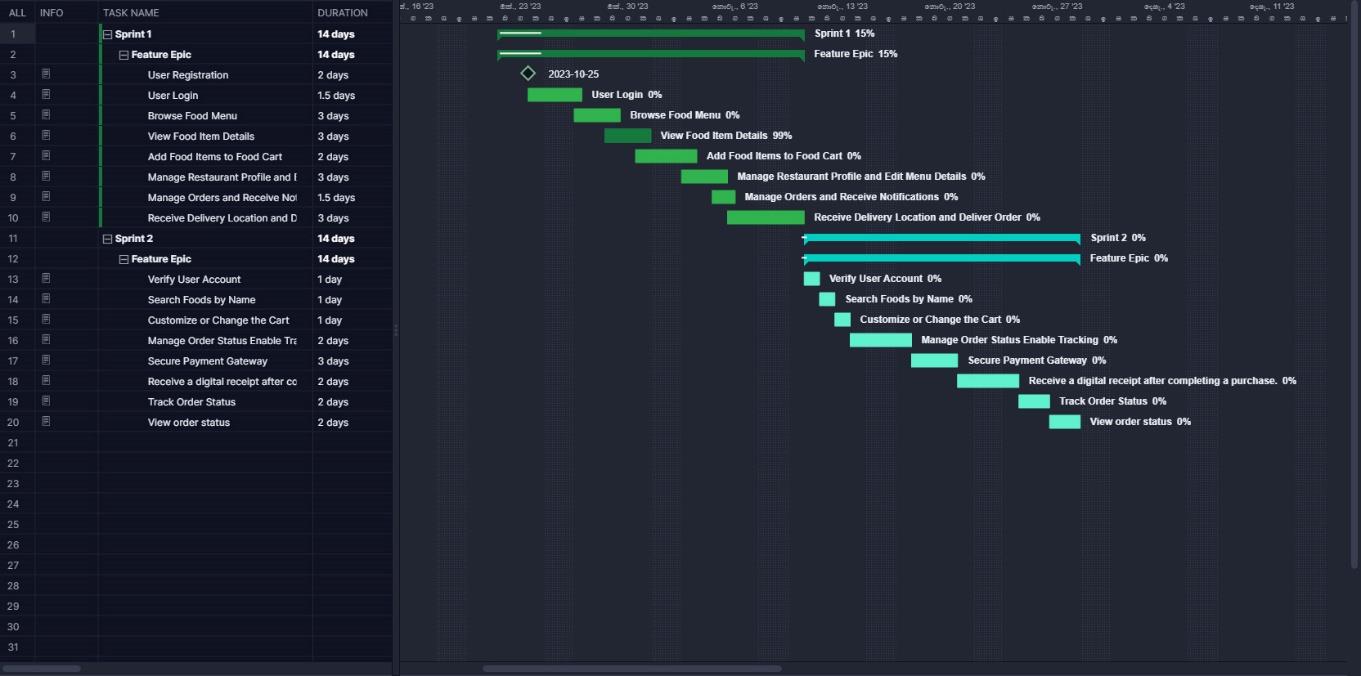 ALL INFO TASK NAME DURATION
., 16 '23 ඔක්., 23 '23 ඔක්., 30 '23 නොවැ., 6 '23 නොවැ., 13 '23 නොවැ., 20 '23 නොවැ., 27 '23 දෙසැ., 4 '23 දෙසැ., 11 '23
1 Sprint 1 14 days Sprint 1 15%
2 Feature Epic 14 days Feature Epic 15%
3 User Registration 2 days 2023-10-25
4 User Login 1.5 days User Login 0%
5 Browse Food Menu 3 days Browse Food Menu 0%
6 View Food Item Details 3 days View Food Item Details 99%
7 Add Food Items to Food Cart 2 days Add Food Items to Food Cart 0%
8 Manage Restaurant Profile and E 3 days Manage Restaurant Profile and Edit Menu Details 0%
9 Manage Orders and Receive Not 1.5 days Manage Orders and Receive Notifications 0%
10 Receive Delivery Location and D 3 days Receive Delivery Location and Deliver Order 0%
11 Sprint 2 14 days Sprint 2 0%
12 Feature Epic 14 days Feature Epic 0%
13 Verify User Account 1 day Verify User Account 0%
14 Search Foods by Name 1 day Search Foods by Name 0%
15 Customize or Change the Cart 1 day Customize or Change the Cart 0%
16 Manage Order Status Enable Tra 2 days Manage Order Status Enable Tracking 0%
17 Secure Payment Gateway 3 days Secure Payment Gateway 0%
18 Receive a digital receipt after co 2 days Receive a digital receipt after completing a purchase. 0%
19 Track Order Status 2 days Track Order Status 0%
20 View order status 2 days View order status 0%
21
22
23
24
25
26
27
28
29
30
31